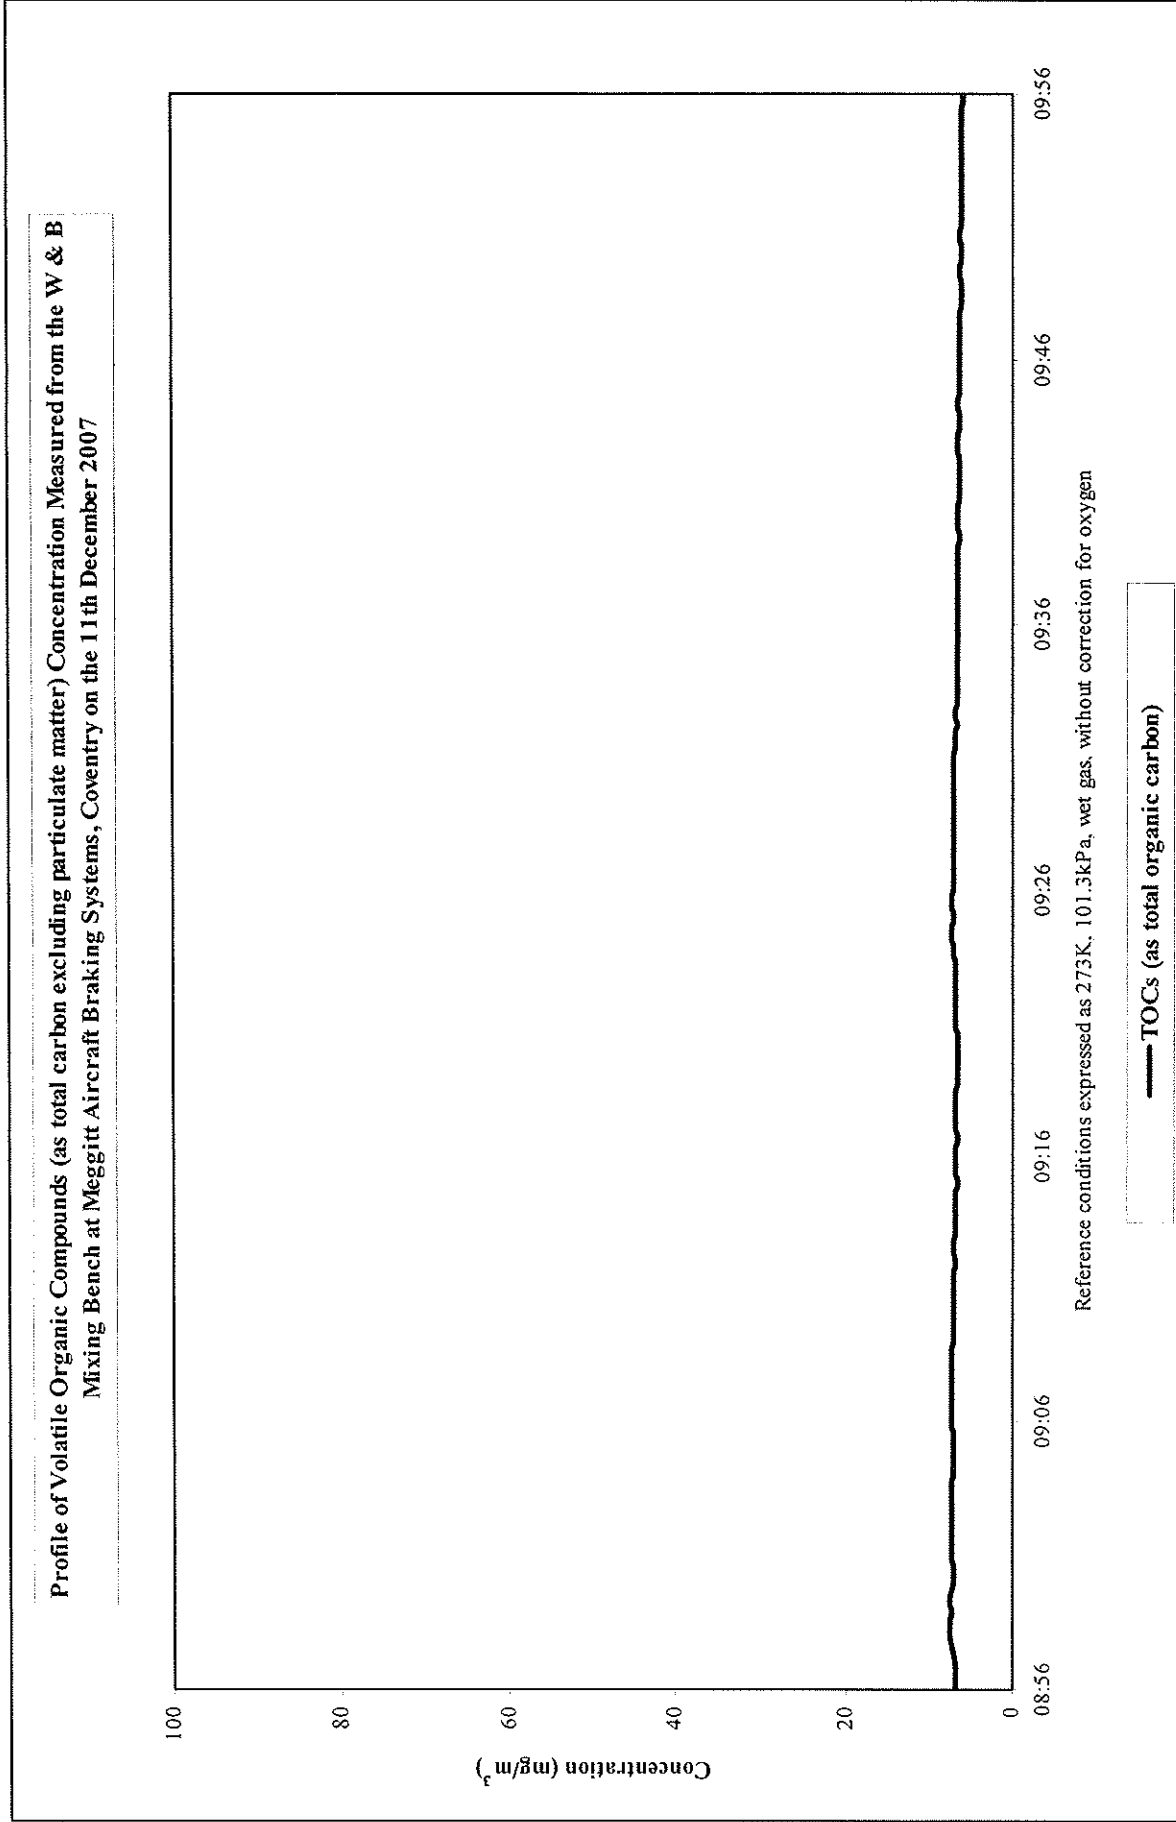 Profile of Volatile Organic Compounds (as total carbon excluding particulate matter) Concentration Measured from the W & B
Mixing Bench at Meggitt Aircraft Braking Systems, Coventry on the 11th December 2007
100
80
60
40
20
0
Concentration (mg/m³)
08:56
09:06
09:16
09:26
09:36
09:46
09:56
Reference conditions expressed as 273K, 101.3kPa, wet gas, without correction for oxygen
TOCs (as total organic carbon)